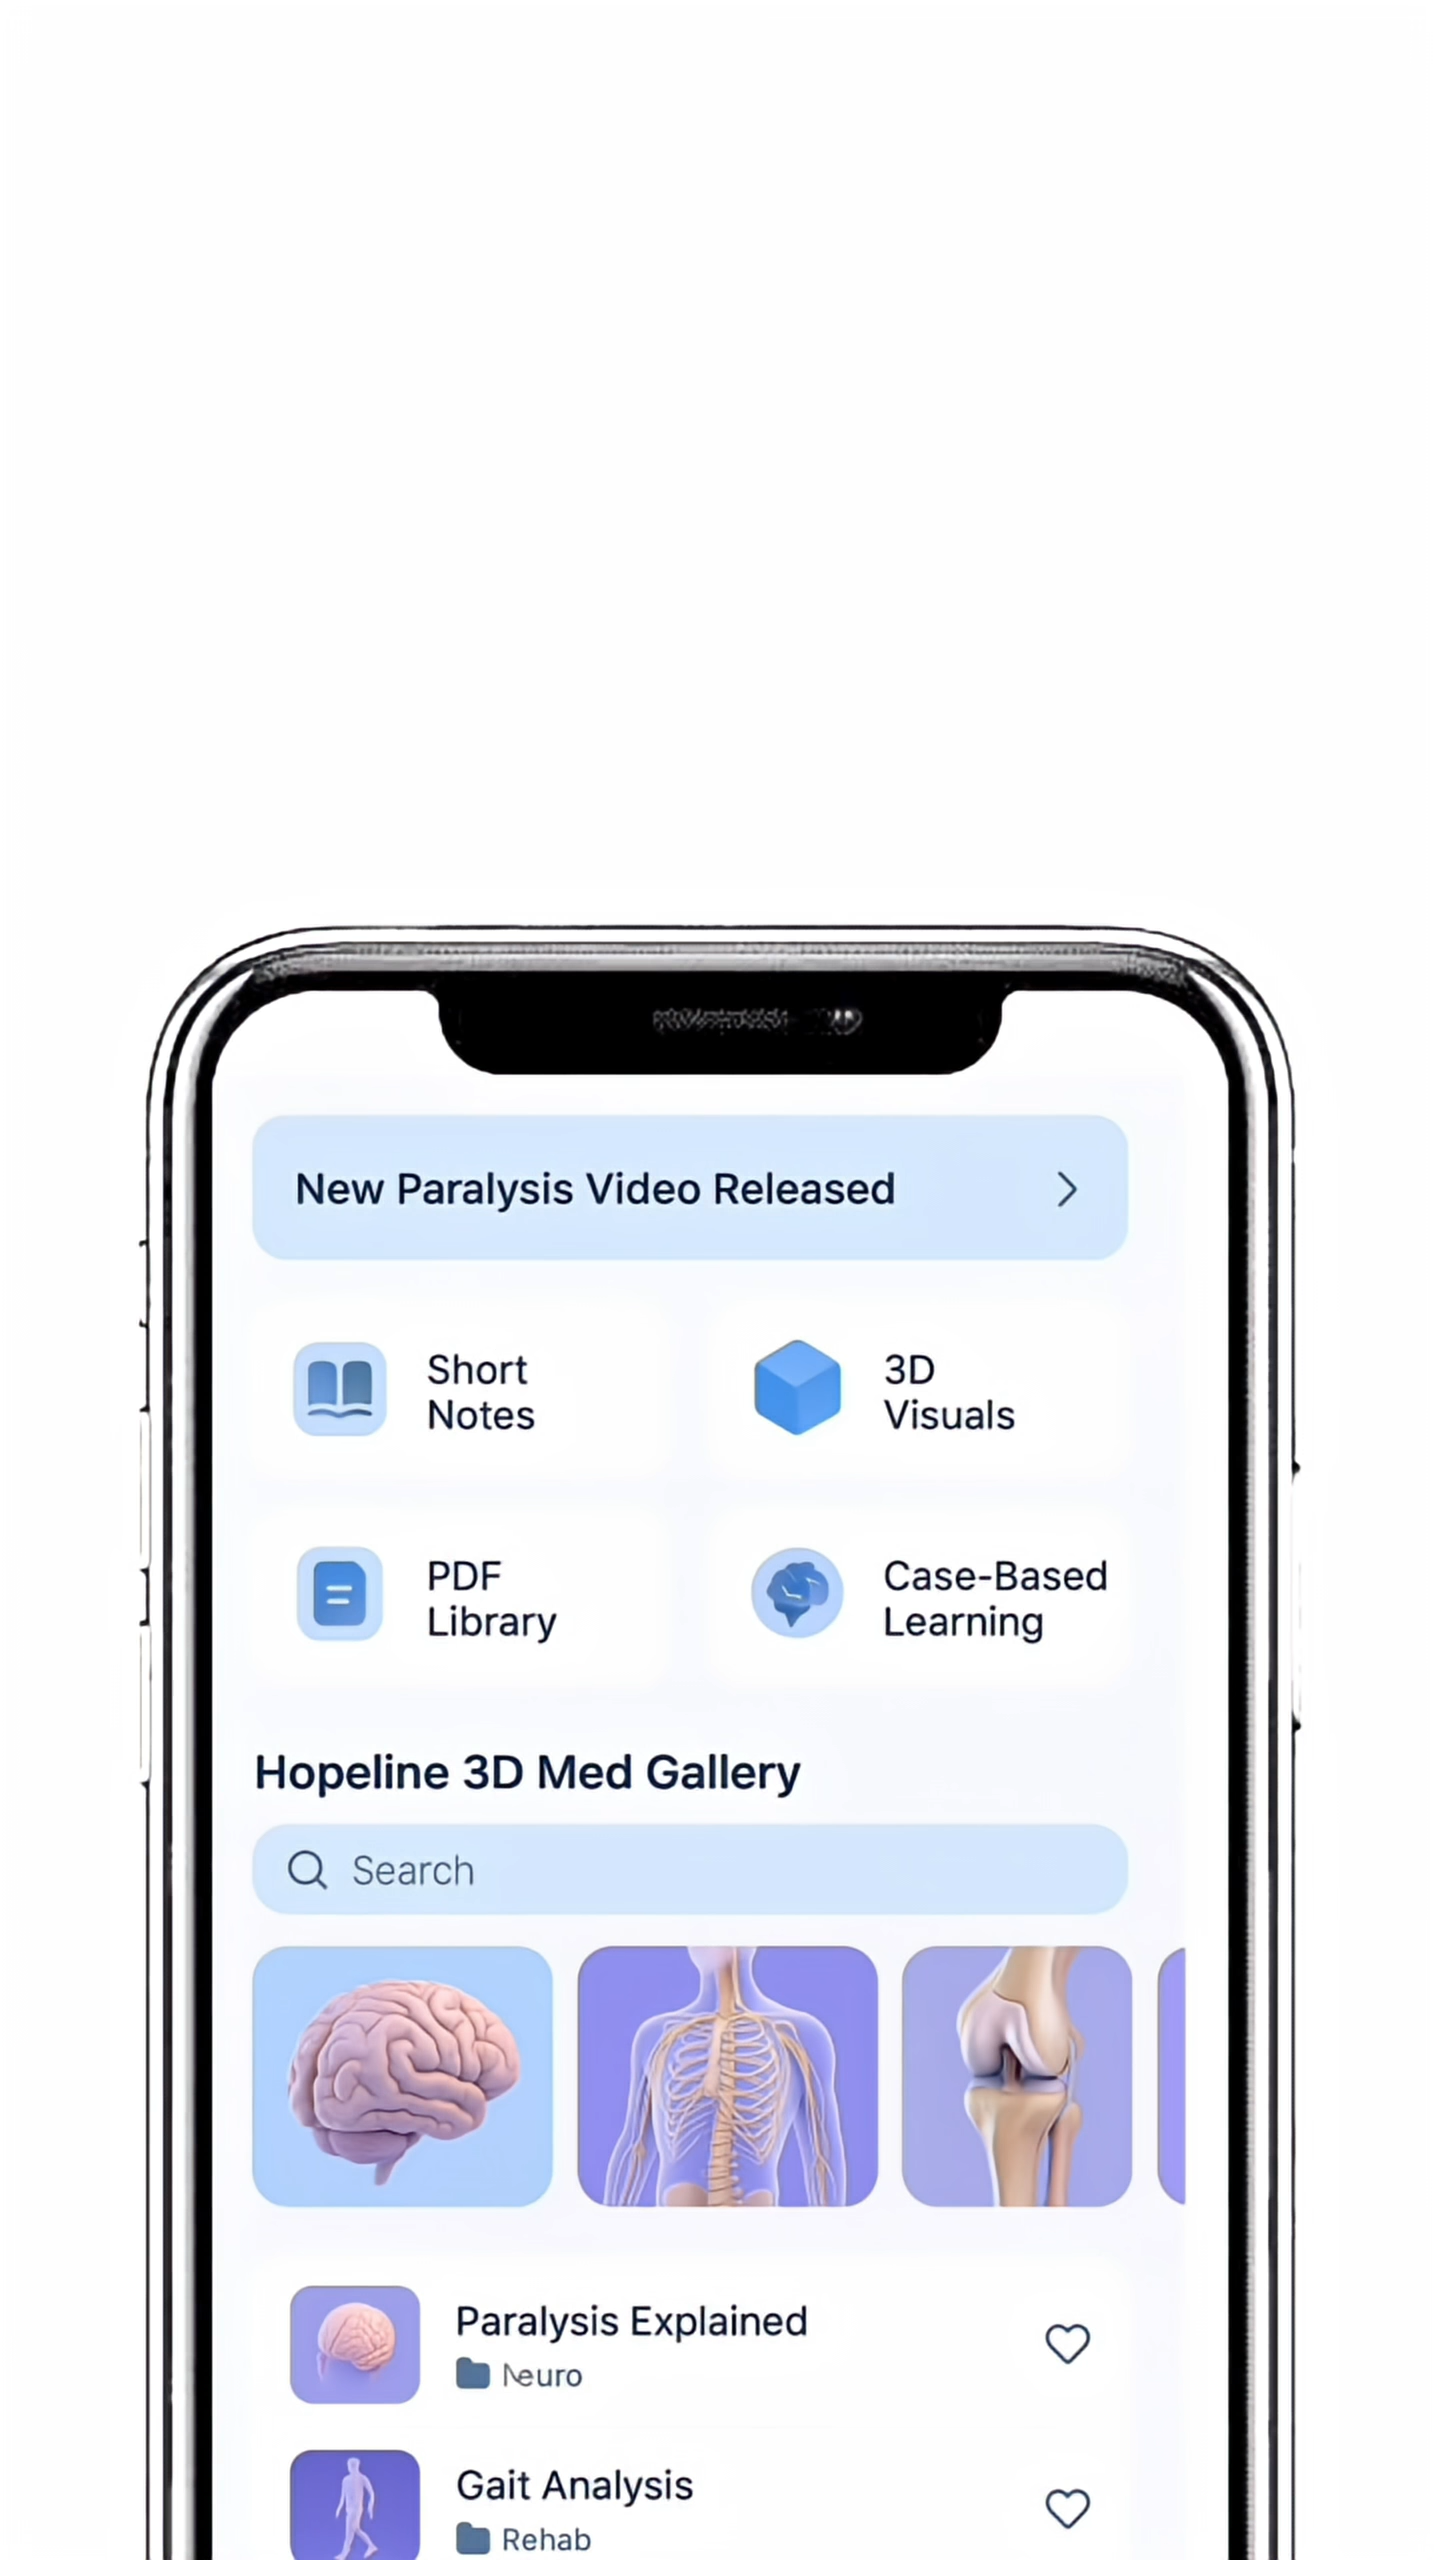 New Paralysis Video Released
Short
Notes
3D
Visuals
PDF
Library
Case-Based
Learning
Hopeline 3D Med Gallery
Search
Paralysis Explained
Neuro
Gait Analysis
Rehab